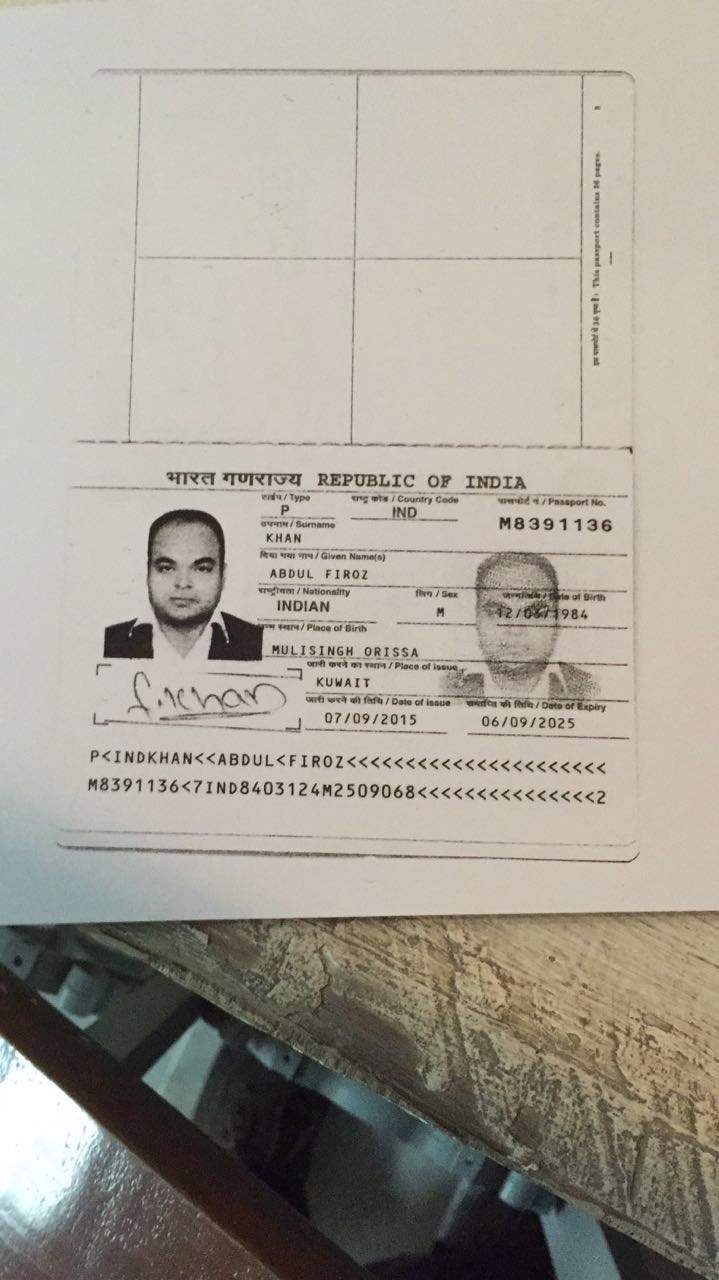 इस पासपोर्ट में 36 पृष्ठ हैं। This passport contains 36 pages.
भारत गणराज्य REPUBLIC OF INDIA
टाईप / Type राष्ट्र कोड / Country Code पासपोर्ट नं. / Passport No.
P IND M8391136
उपनाम / Surname
KHAN
दिया गया नाम / Given Name(s)
ABDUL FIROZ
राष्ट्रीयता / Nationality लिंग / Sex जन्मतिथि / Date of Birth
INDIAN M 12/03/1984
जन्म स्थान / Place of Birth
MULISINGH ORISSA
जारी करने का स्थान / Place of Issue
KUWAIT
f.khan
जारी करने की तिथि / Date of Issue समाप्ति की तिथि / Date of Expiry
07/09/2015 06/09/2025
P<INDKHAN<<ABDUL<FIROZ<<<<<<<<<<<<<<<<<<<<<<
M8391136<7IND8403124M2509068<<<<<<<<<<<<<<<2